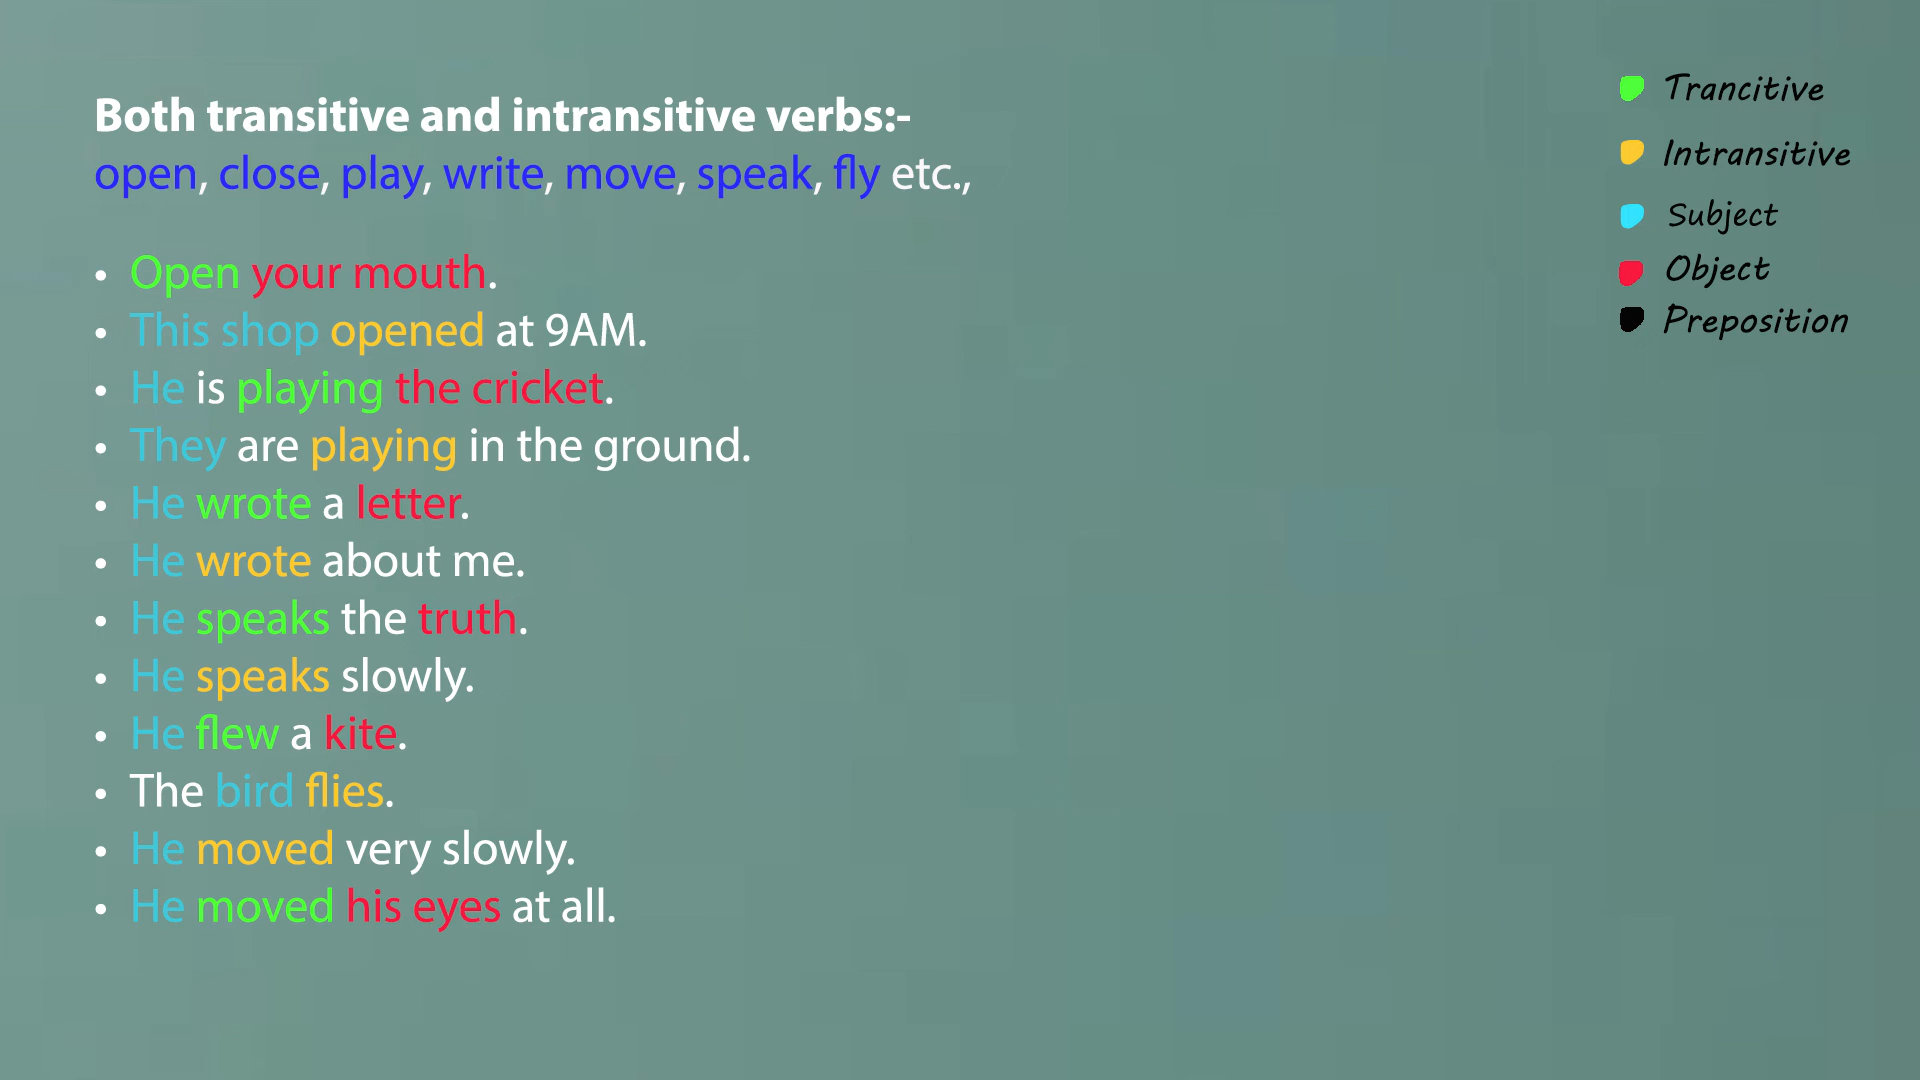 Both transitive and intransitive verbs:-
open, close, play, write, move, speak, fly etc.,
• Open your mouth.
• This shop opened at 9AM.
• He is playing the cricket.
• They are playing in the ground.
• He wrote a letter.
• He wrote about me.
• He speaks the truth.
• He speaks slowly.
• He flew a kite.
• The bird flies.
• He moved very slowly.
• He moved his eyes at all.
Trancitive
Intransitive
Subject
Object
Preposition